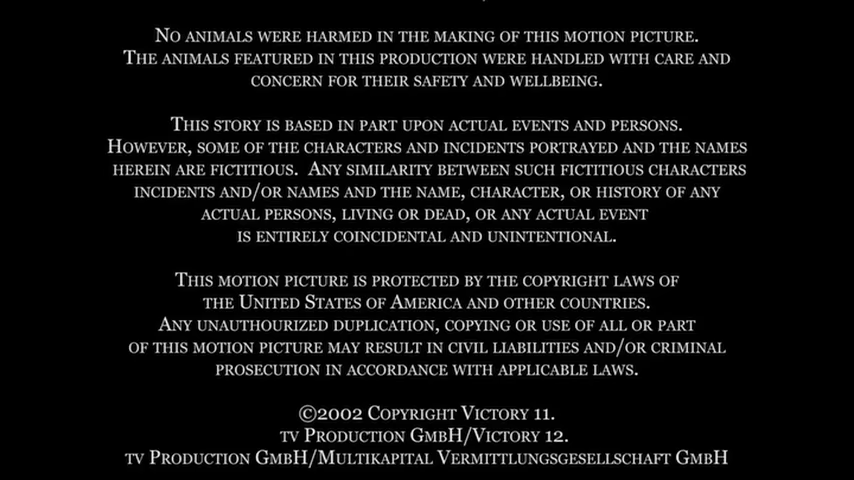 No animals were harmed in the making of this motion picture.
The animals featured in this production were handled with care and
concern for their safety and wellbeing.
This story is based in part upon actual events and persons.
However, some of the characters and incidents portrayed and the names
herein are fictitious. Any similarity between such fictitious characters
incidents and/or names and the name, character, or history of any
actual persons, living or dead, or any actual event
is entirely coincidental and unintentional.
This motion picture is protected by the copyright laws of
the United States of America and other countries.
Any unauthourized duplication, copying or use of all or part
of this motion picture may result in civil liabilities and/or criminal
prosecution in accordance with applicable laws.
©2002 Copyright Victory 11.
tv Production GmbH/Victory 12.
tv Production GmbH/Multikapital Vermittlungsgesellschaft GmbH